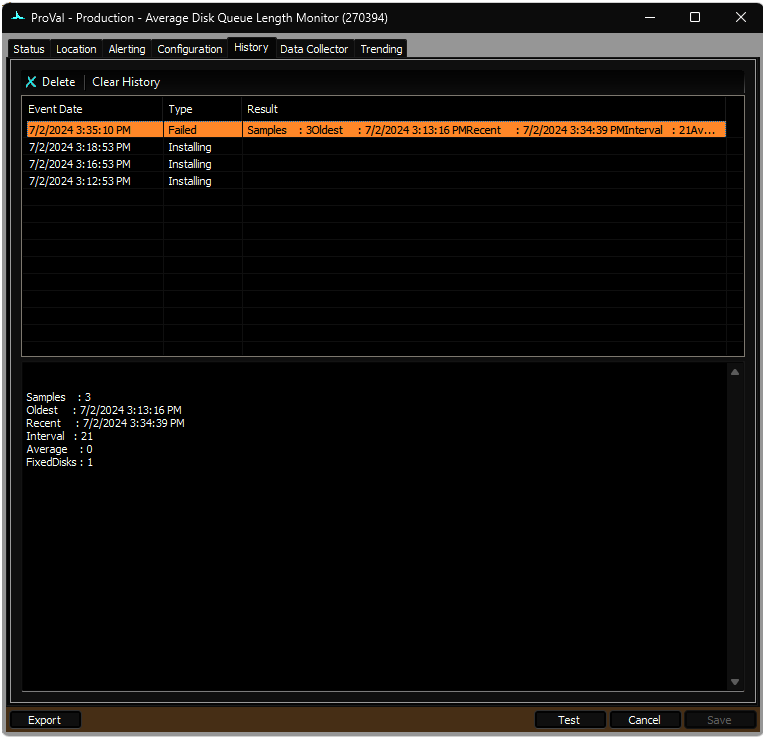 ProVal - Production - Average Disk Queue Length Monitor (270394)
Status Location Alerting Configuration History Data Collector Trending
Delete Clear History
Event Date Type Result
7/2/2024 3:35:10 PM Failed Samples : 3Oldest : 7/2/2024 3:13:16 PMRecent : 7/2/2024 3:34:39 PMInterval : 21Av...
7/2/2024 3:18:53 PM Installing
7/2/2024 3:16:53 PM Installing
7/2/2024 3:12:53 PM Installing
Samples : 3
Oldest : 7/2/2024 3:13:16 PM
Recent : 7/2/2024 3:34:39 PM
Interval : 21
Average : 0
FixedDisks : 1
Export Test Cancel Save